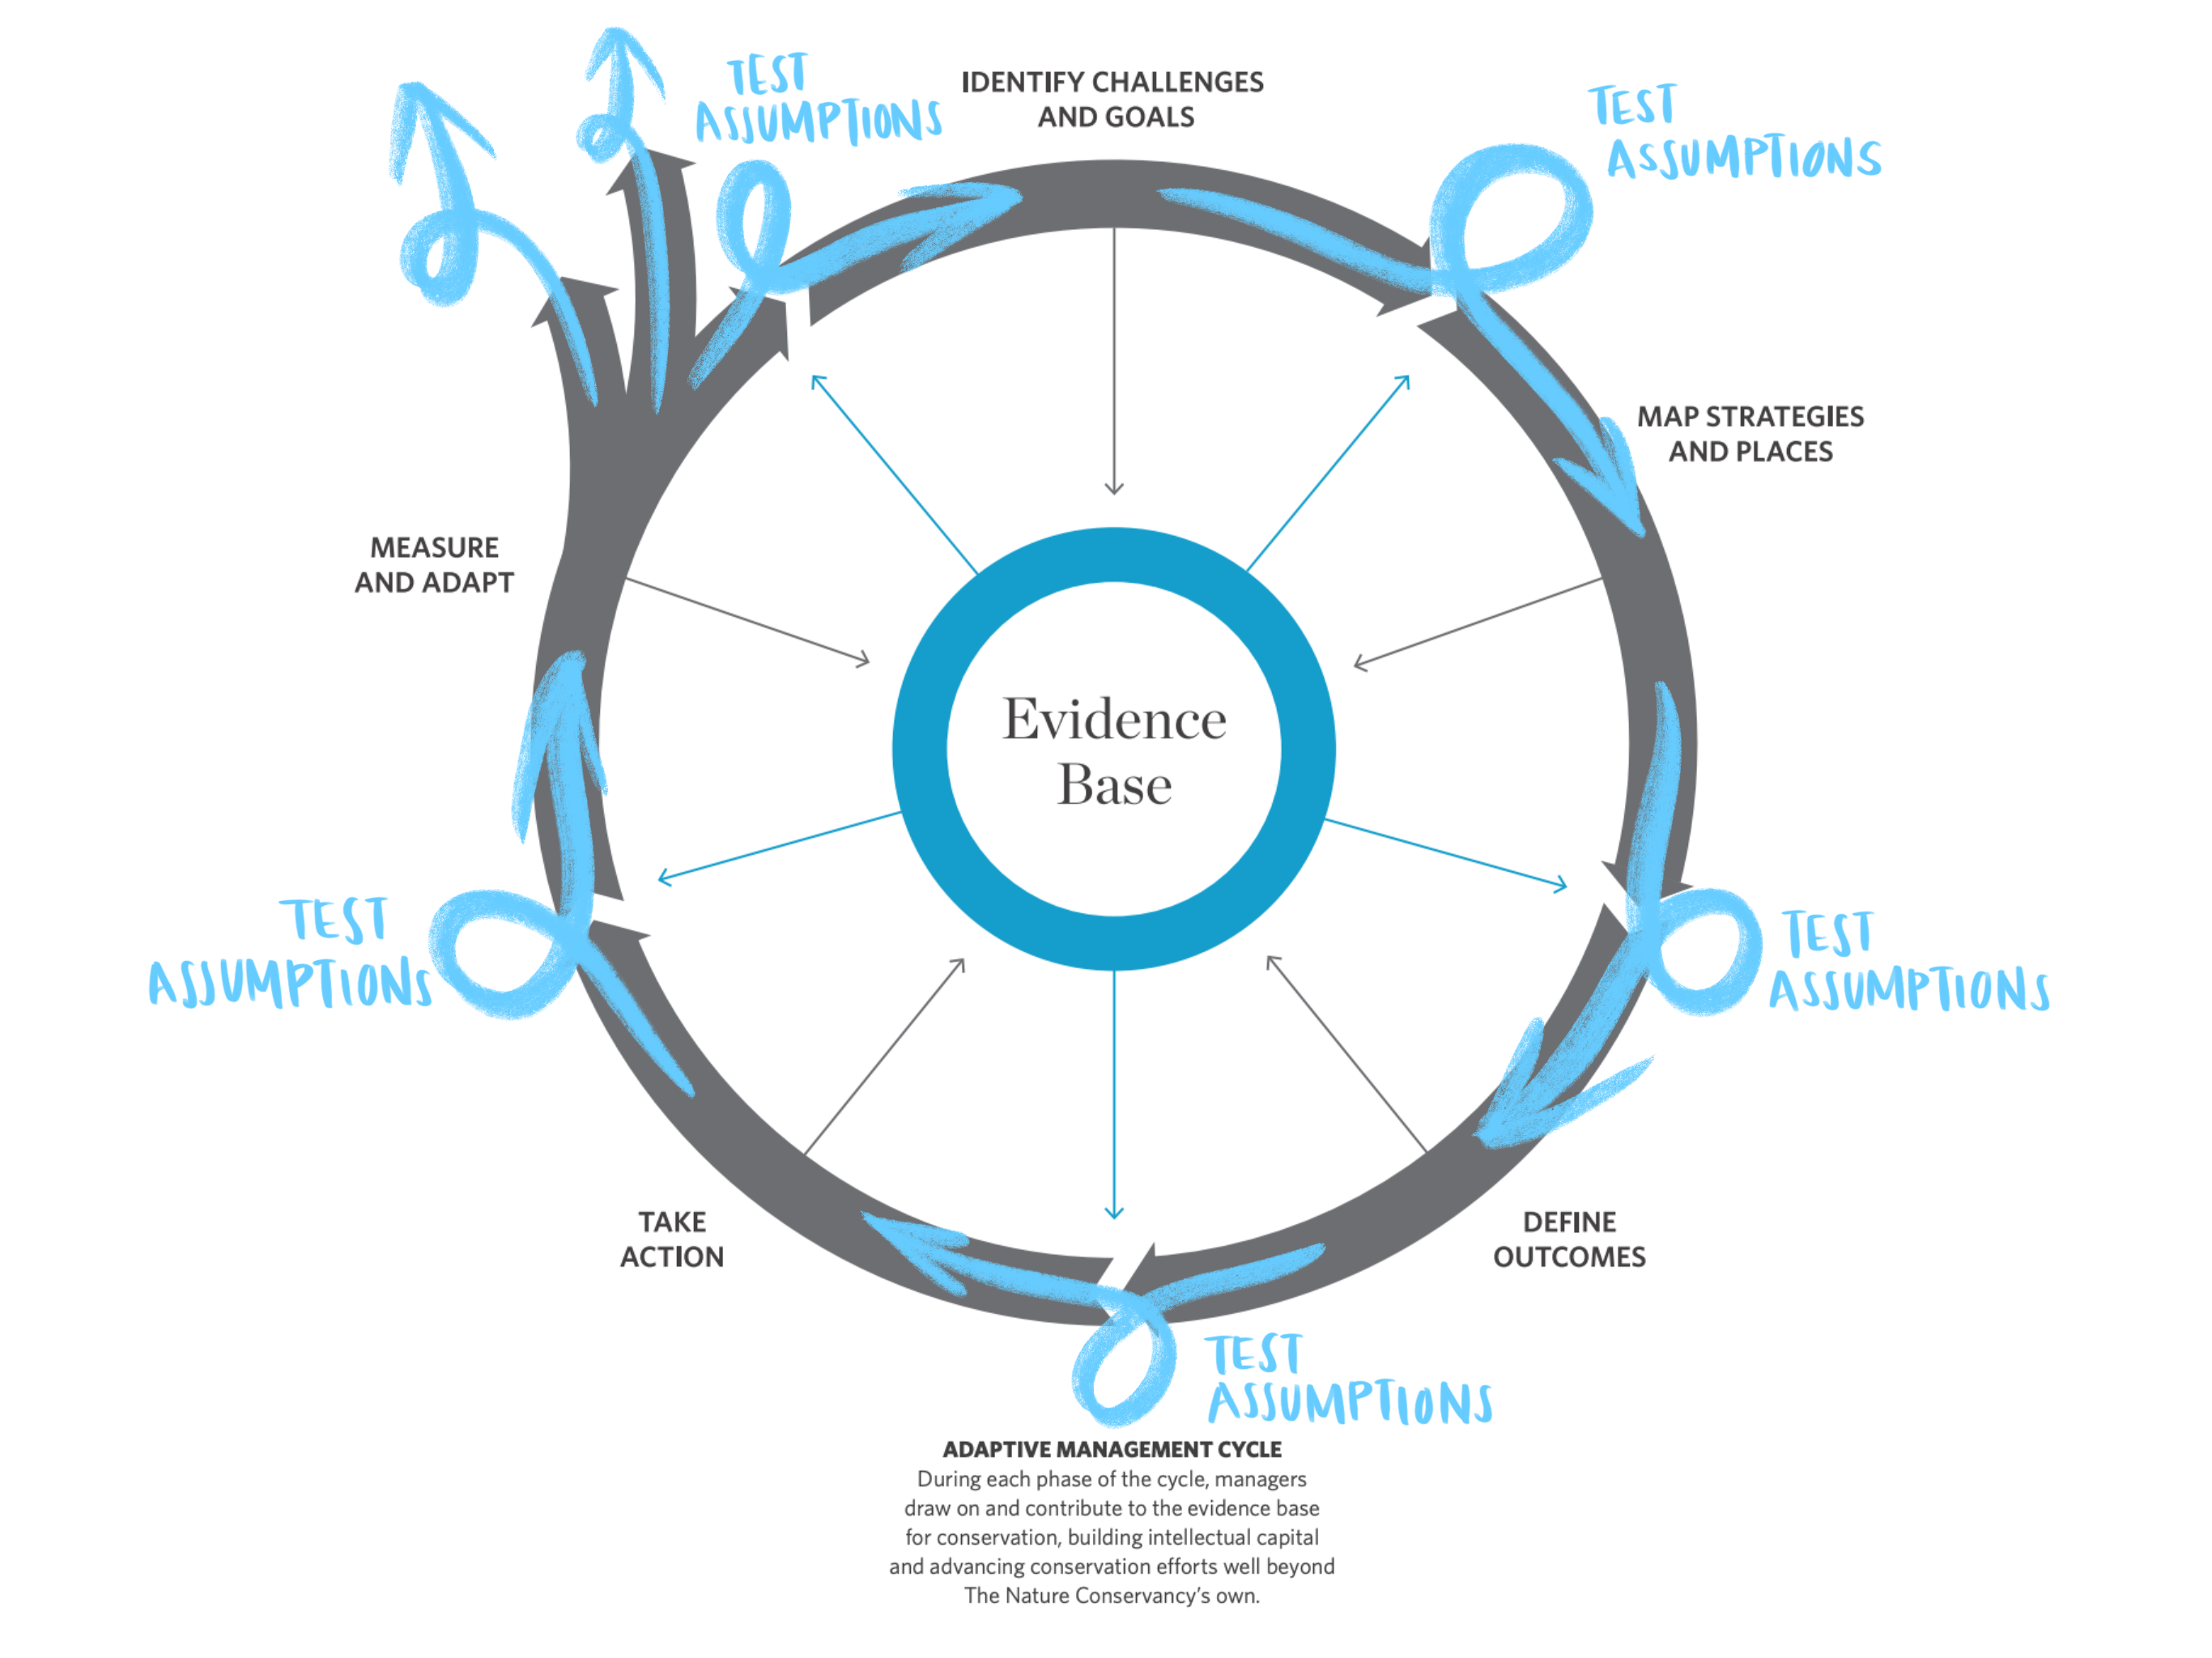 TEST
ASSUMPTIONS
IDENTIFY CHALLENGES
AND GOALS
TEST
ASSUMPTIONS
MAP STRATEGIES
AND PLACES
MEASURE
AND ADAPT
Evidence
Base
TEST
ASSUMPTIONS
TEST
ASSUMPTIONS
TAKE
ACTION
DEFINE
OUTCOMES
TEST
ASSUMPTIONS
ADAPTIVE MANAGEMENT CYCLE
During each phase of the cycle, managers
draw on and contribute to the evidence base
for conservation, building intellectual capital
and advancing conservation efforts well beyond
The Nature Conservancy's own.